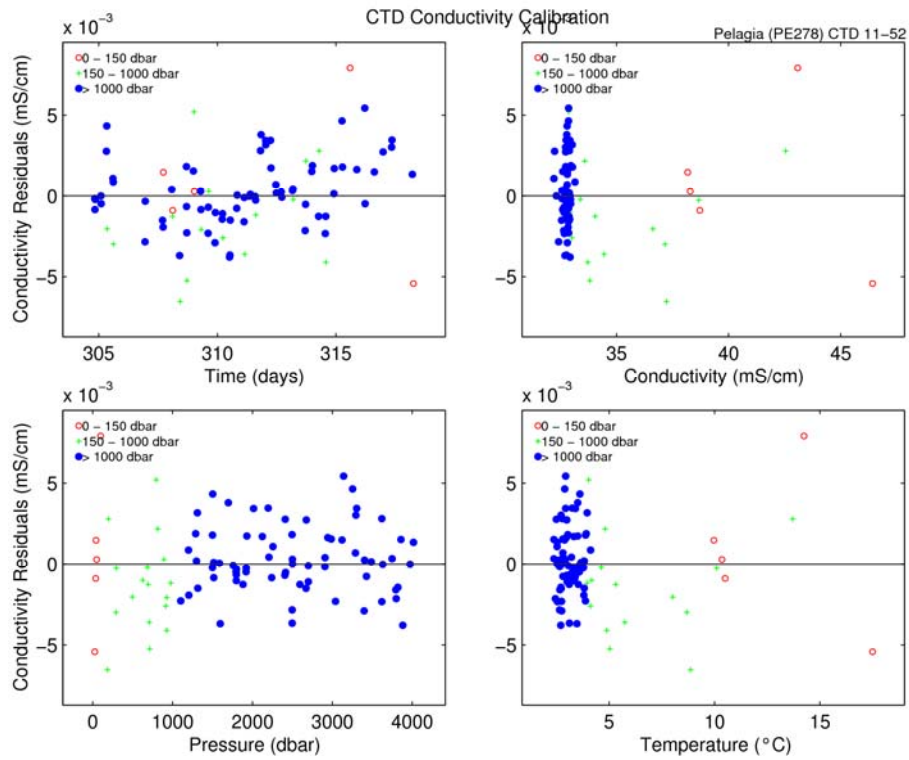 CTD Conductivity Calibration
Pelagia (PE278) CTD 11−52
x 10⁻³
0 − 150 dbar
150 − 1000 dbar
> 1000 dbar
5
0
−5
Conductivity Residuals (mS/cm)
305 310 315
Time (days)
x 10
0 − 150 dbar
150 − 1000 dbar
> 1000 dbar
5
0
−5
35 40 45
Conductivity (mS/cm)
x 10⁻³
0 − 150 dbar
150 − 1000 dbar
> 1000 dbar
5
0
−5
Conductivity Residuals (mS/cm)
0 1000 2000 3000 4000
Pressure (dbar)
x 10⁻³
0 − 150 dbar
150 − 1000 dbar
> 1000 dbar
5
0
−5
5 10 15
Temperature (°C)